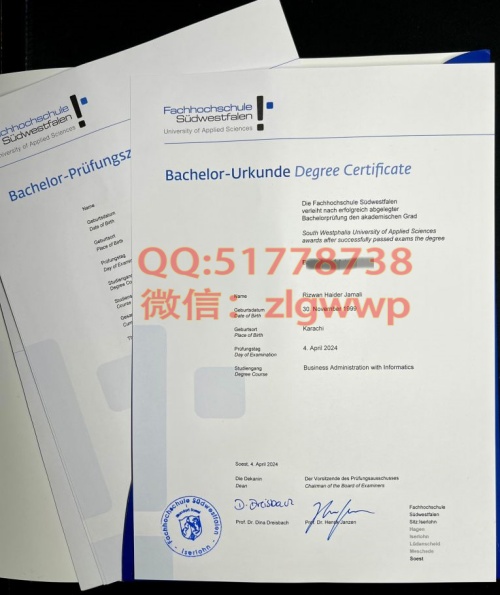 Fachhochschule
Südwestfalen
University of Applied Sciences
Bachelor-Prüfungsz
Name
Geburtsdatum
Date of Birth
Geburtsort
Place of Birth
Prüfungstag
Day of Examin
Studiengang
Degree Co
Fachhochschule
Südwestfalen
University of Applied Sciences
Bachelor-Urkunde Degree Certificate
Die Fachhochschule Südwestfalen
verleiht nach erfolgreich abgelegter
Bachelorprüfung den akademischen Grad
South Westphalia University of Applied Sciences
awards after successfully passed exams the degree
QQ:51778738
微信：zlgwwp
Name Rizwan Haider Jamali
Geburtsdatum 30. November 1999
Date of Birth
Geburtsort Karachi
Place of Birth
Prüfungstag 4. April 2024
Day of Examination
Studiengang Business Administration with Informatics
Degree Course
Soest, 4. April 2024
Die Dekanin Der Vorsitzende des Prüfungsausschusses
Dean Chairman of the Board of Examiners
D. Dreisbach
Prof. Dr. Dina Dreisbach Prof. Dr. Janzen
Fachhochschule
Südwestfalen
Sitz Iserlohn
Hagen
Iserlohn
Lüdenscheid
Meschede
Soest
Fachhochschule Südwestfalen
Iserlohn